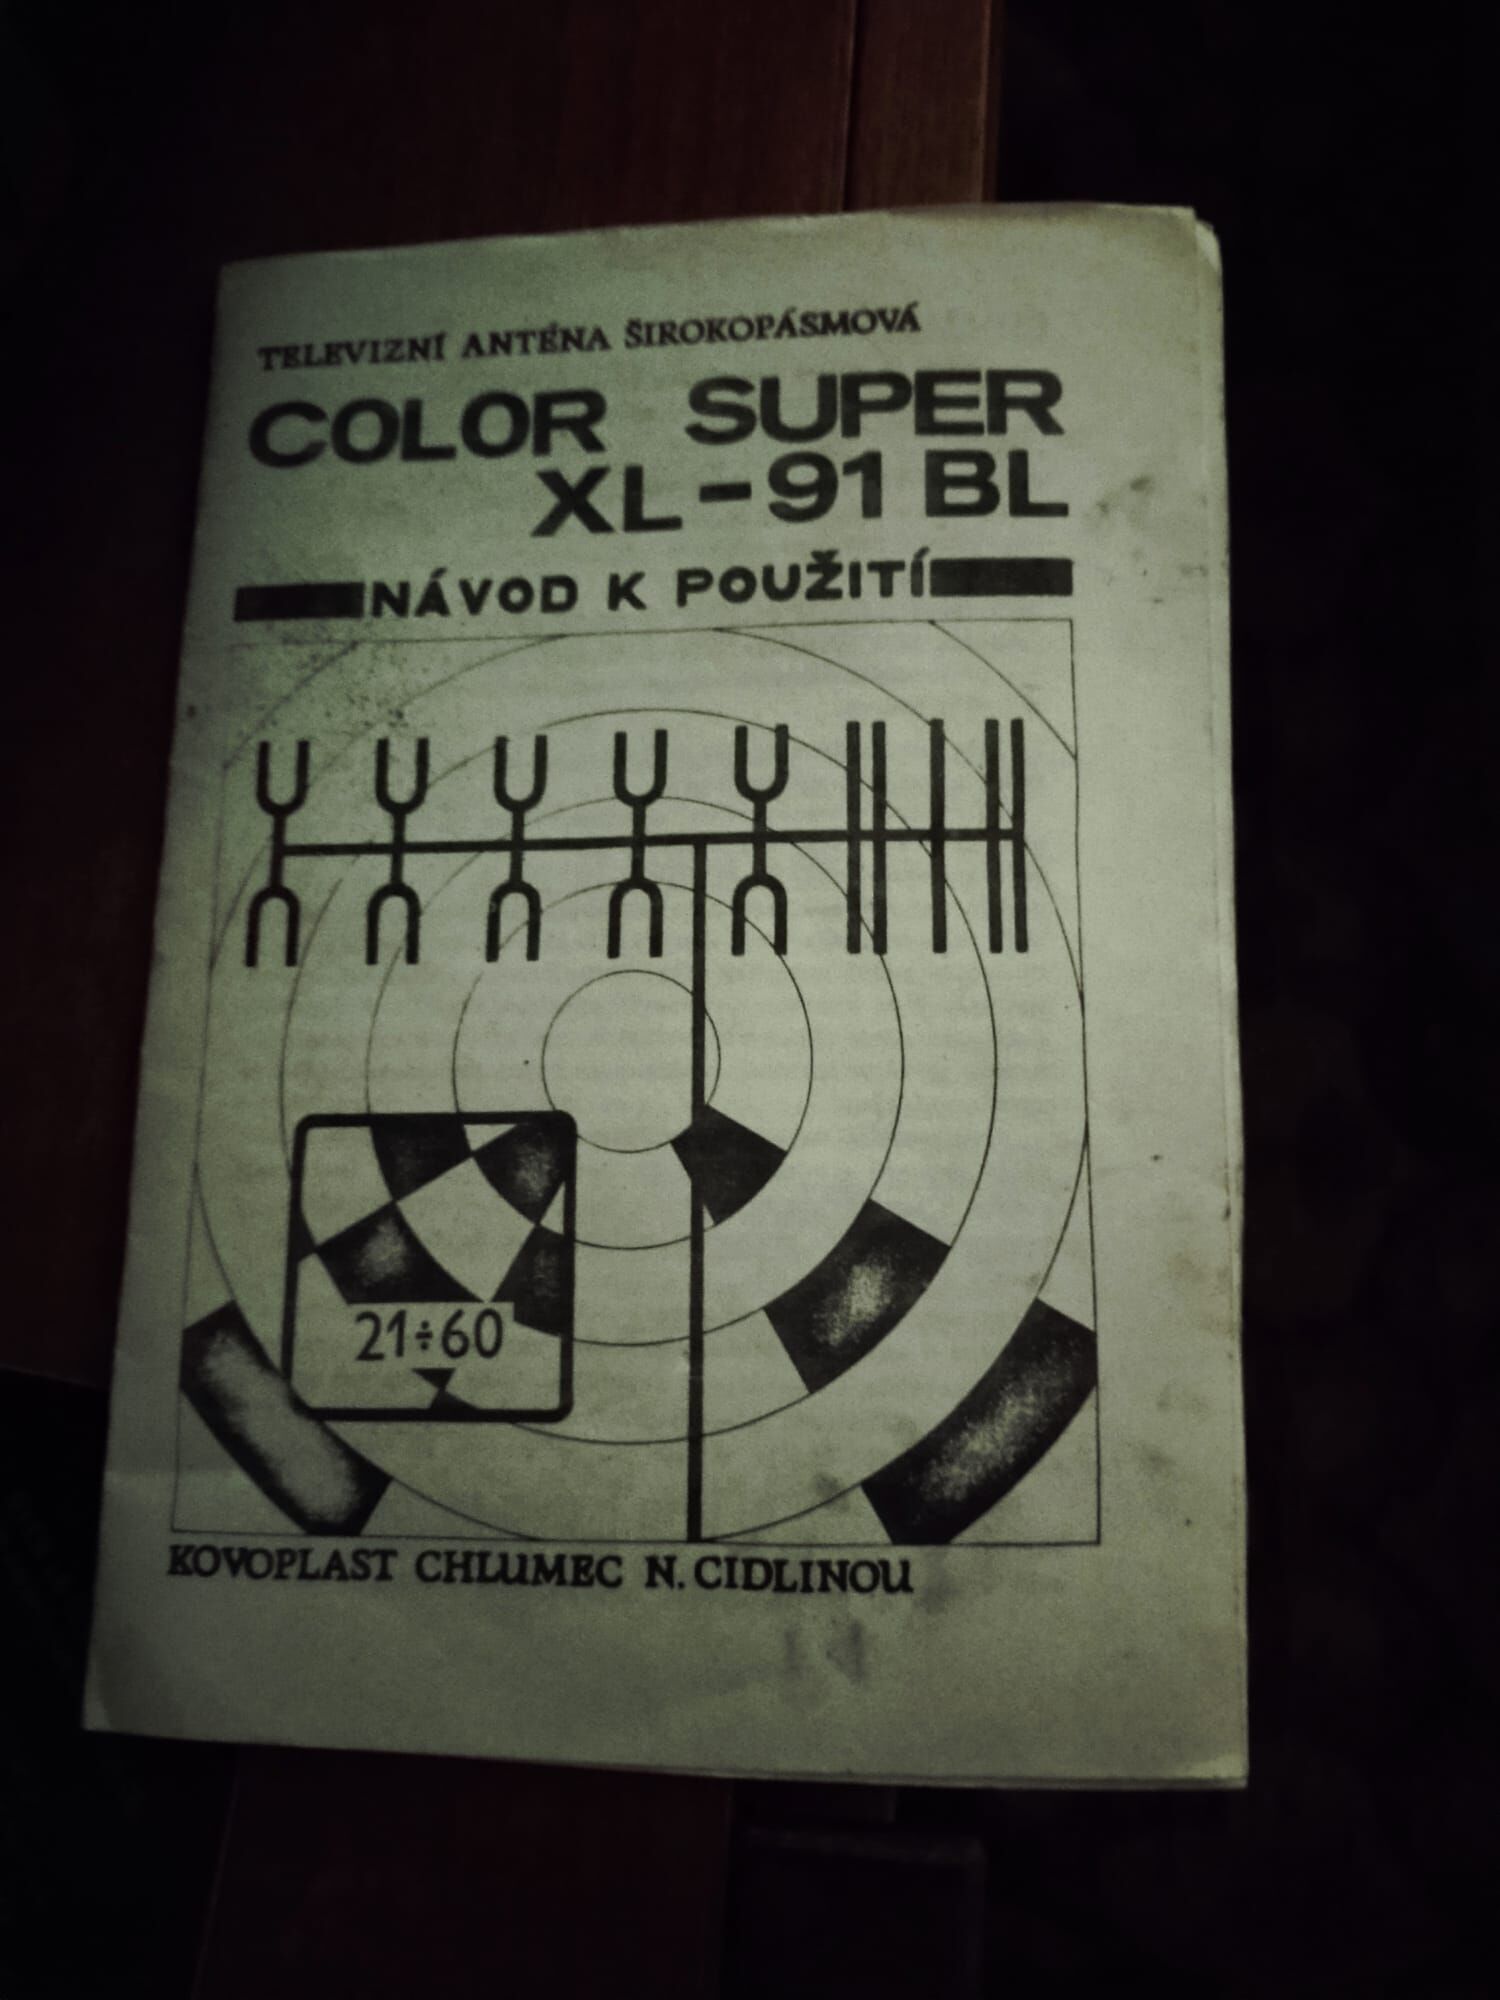 TELEVIZNÍ ANTÉNA ŠIROKOPÁSMOVÁ
COLOR SUPER
XL-91 BL
NÁVOD K POUŽITÍ
21÷60
KOVOPLAST CHLUMEC N. CIDLINOU